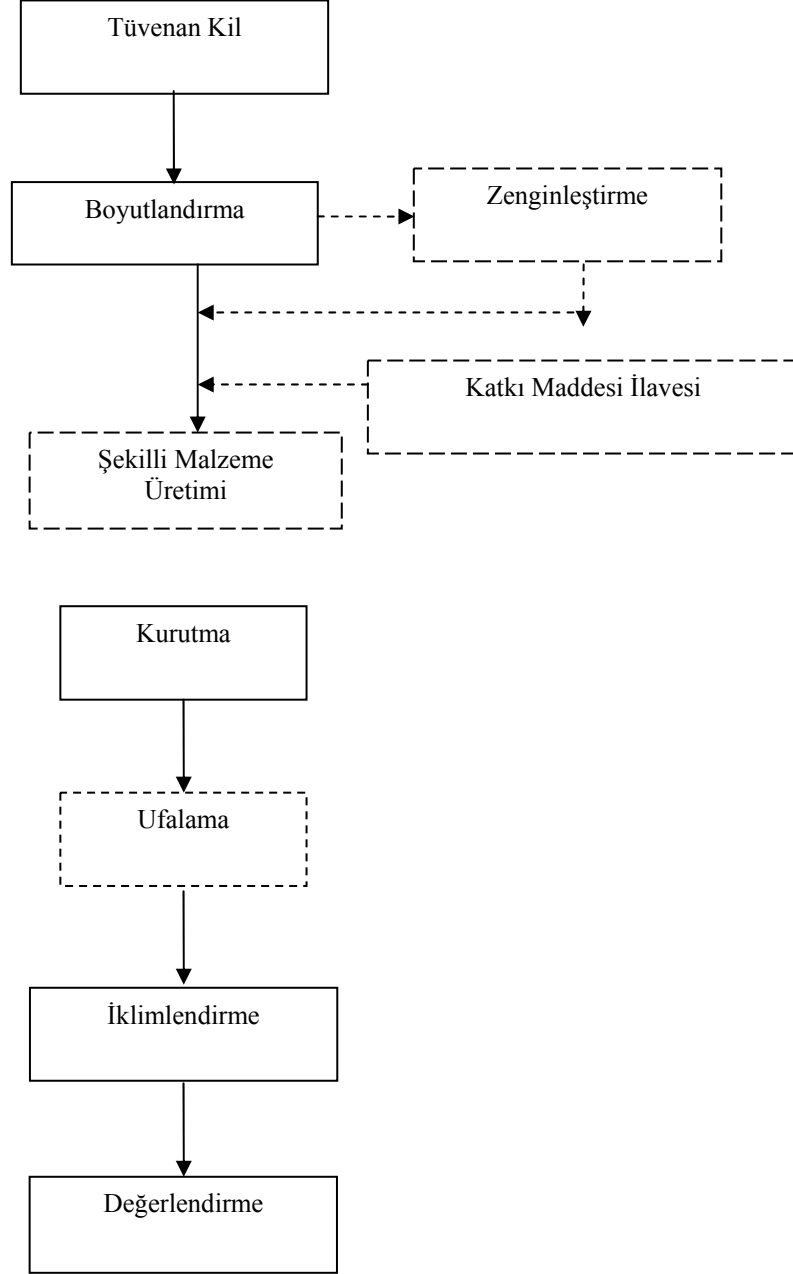 Tüvenan Kil
Boyutlandırma
Zenginleştirme
Katkı Maddesi İlavesi
Şekilli Malzeme
Üretimi
Kurutma
Ufalama
İklimlendirme
Değerlendirme